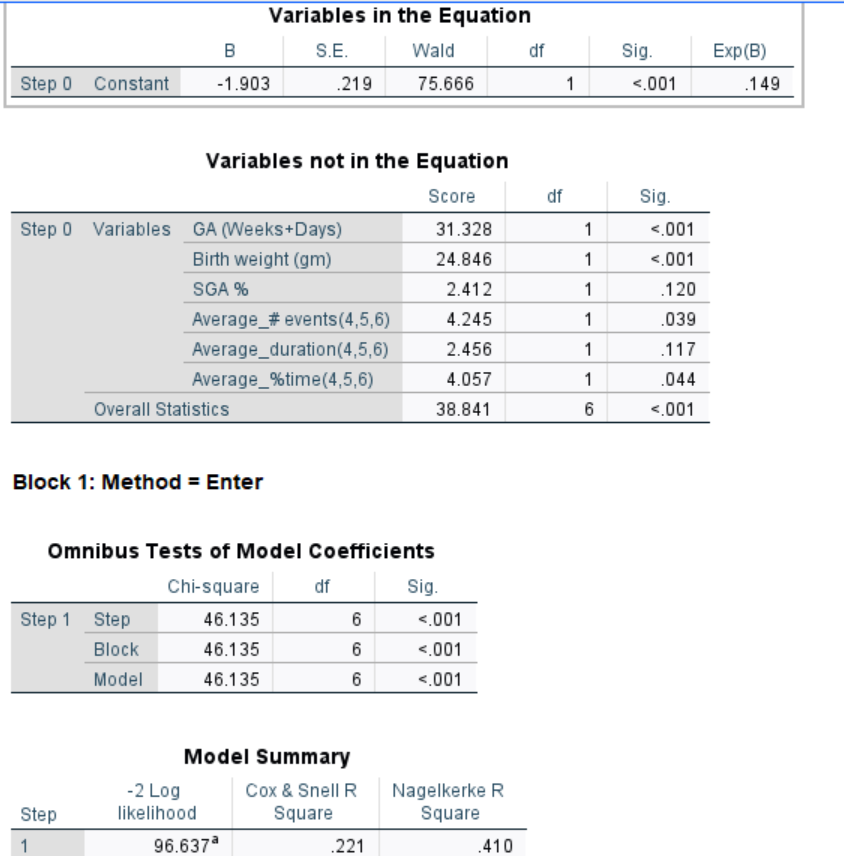 Variables in the Equation
B S.E. Wald df Sig. Exp(B)
Step 0 Constant -1.903 .219 75.666 1 <.001 .149
Variables not in the Equation
Score df Sig.
Step 0 Variables GA (Weeks+Days) 31.328 1 <.001
Birth weight (gm) 24.846 1 <.001
SGA % 2.412 1 .120
Average_# events(4,5,6) 4.245 1 .039
Average_duration(4,5,6) 2.456 1 .117
Average_%time(4,5,6) 4.057 1 .044
Overall Statistics 38.841 6 <.001
Block 1: Method = Enter
Omnibus Tests of Model Coefficients
Chi-square df Sig.
Step 1 Step 46.135 6 <.001
Block 46.135 6 <.001
Model 46.135 6 <.001
Model Summary
Step -2 Log likelihood Cox & Snell R Square Nagelkerke R Square
1 96.637a .221 .410